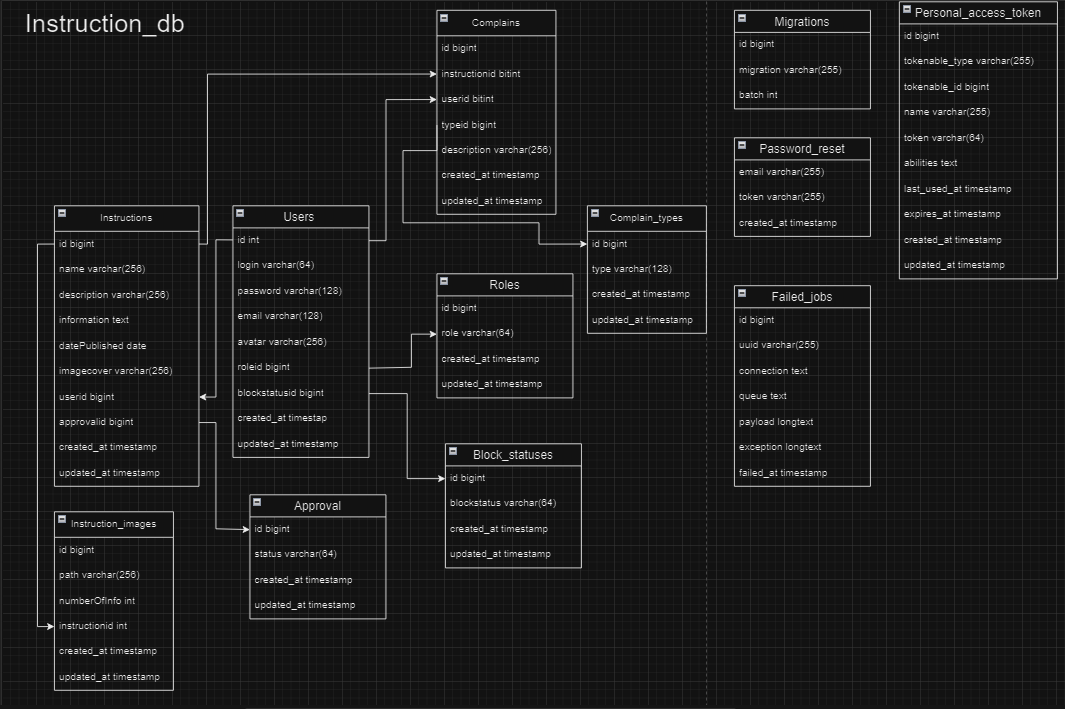 Instruction_db
Complains
id bigint
instructionid bitint
userid bitint
typeid bigint
description varchar(256)
created_at timestamp
updated_at timestamp
Migrations
id bigint
migration varchar(255)
batch int
Personal_access_token
id bigint
tokenable_type varchar(255)
tokenable_id bigint
name varchar(255)
token varchar(64)
abilities text
last_used_at timestamp
expires_at timestamp
created_at timestamp
updated_at timestamp
Password_reset
email varchar(255)
token varchar(255)
created_at timestamp
Instructions
id bigint
name varchar(256)
description varchar(256)
information text
datePublished date
imagecover varchar(256)
userid bigint
approvalid bigint
created_at timestamp
updated_at timestamp
Users
id int
login varchar(64)
password varchar(128)
email varchar(128)
avatar varchar(256)
roleid bigint
blockstatusid bigint
created_at timestap
updated_at timestamp
Complain_types
id bigint
type varchar(128)
created_at timestamp
updated_at timestamp
Roles
id bigint
role varchar(64)
created_at timestamp
updated_at timestamp
Failed_jobs
id bigint
uuid varchar(255)
connection text
queue text
payload longtext
exception longtext
failed_at timestamp
Block_statuses
id bigint
blockstatus varchar(64)
created_at timestamp
updated_at timestamp
Approval
id bigint
status varchar(64)
created_at timestamp
updated_at timestamp
Instruction_images
id bigint
path varchar(256)
numberOfInfo int
instructionid int
created_at timestamp
updated_at timestamp